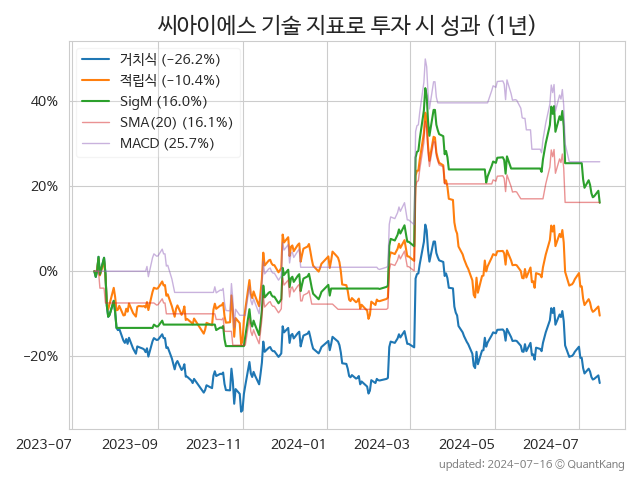 씨아이에스 기술 지표로 투자 시 성과 (1년)
거치식 (−26.2%)
적립식 (−10.4%)
SigM (16.0%)
SMA(20) (16.1%)
MACD (25.7%)
40%
20%
0%
−20%
2023-07 2023-09 2023-11 2024-01 2024-03 2024-05 2024-07
updated: 2024-07-16 © QuantKang